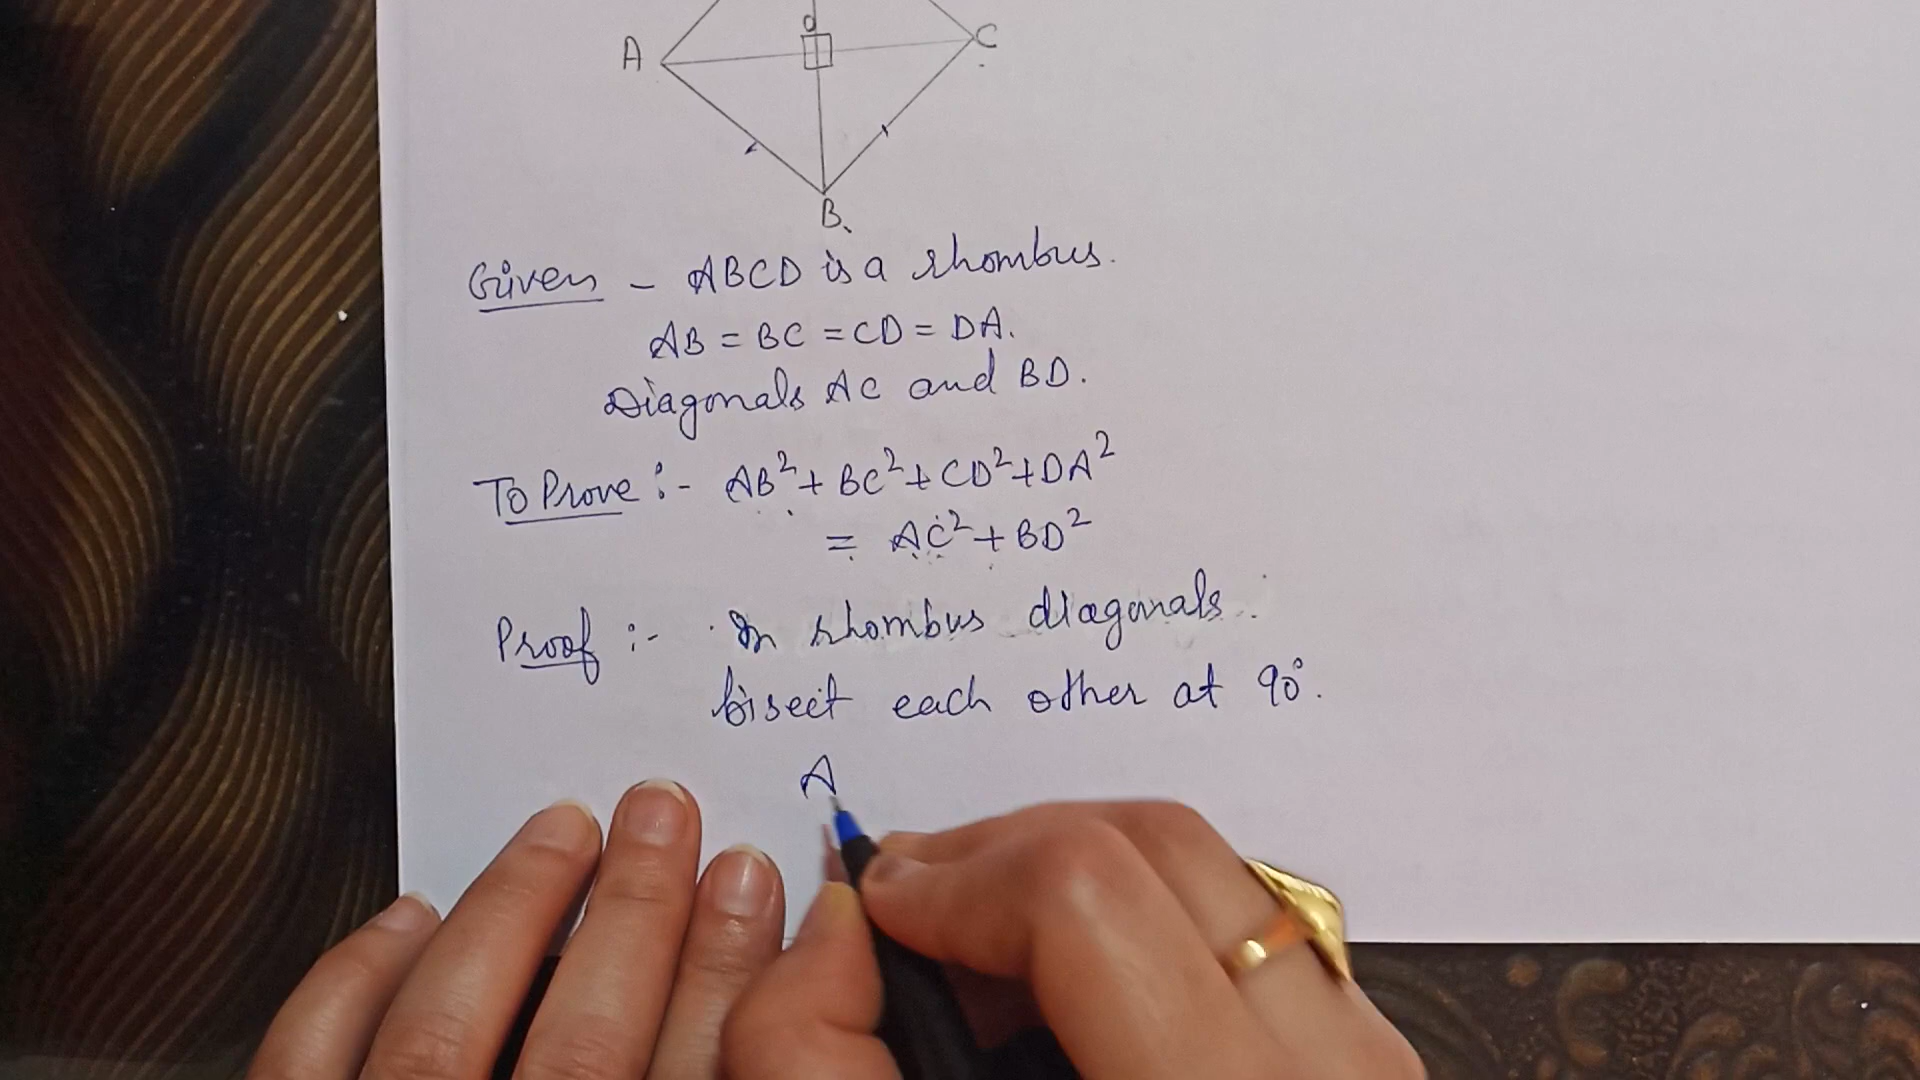 O
A
C
B
Given - ABCD is a rhombus.
AB = BC = CD = DA.
Diagonals AC and BD.
To Prove :- AB² + BC² + CD² + DA²
= AC² + BD²
Proof :- In rhombus diagonals
bisect each other at 90°.
A